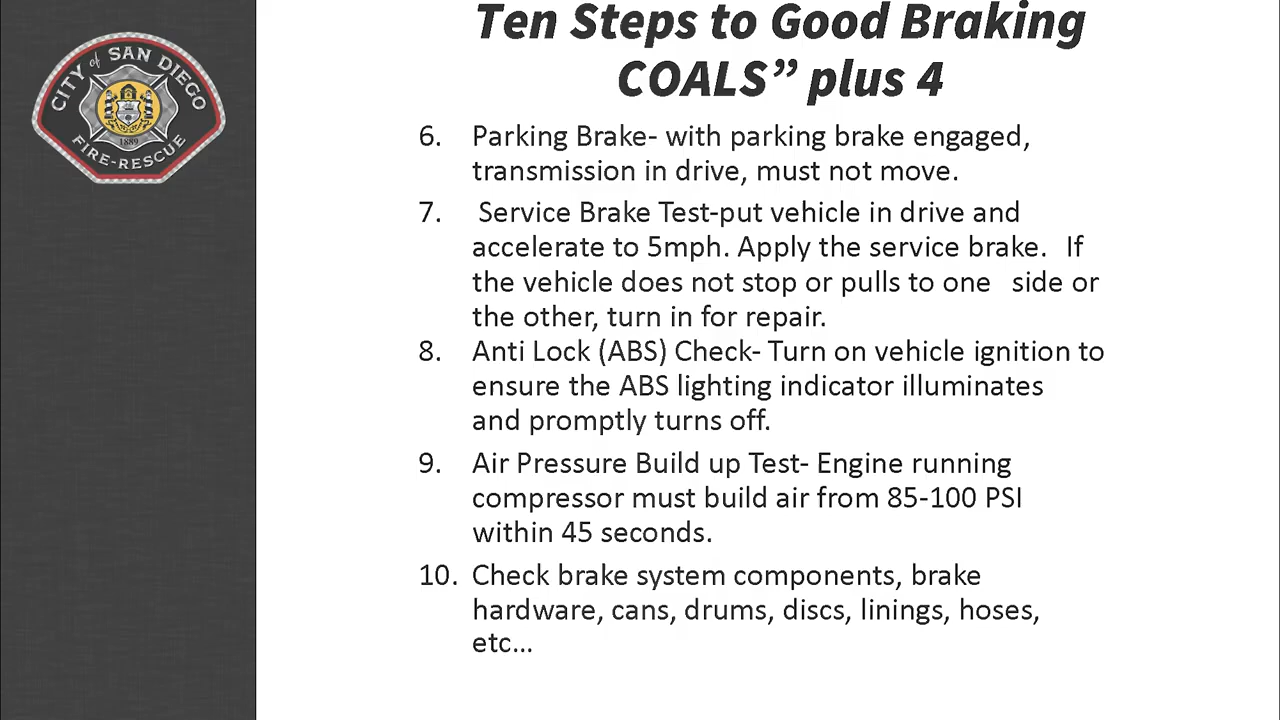 CITY of SAN DIEGO
1889
FIRE-RESCUE
Ten Steps to Good Braking
COALS” plus 4
6. Parking Brake- with parking brake engaged,
transmission in drive, must not move.
7. Service Brake Test-put vehicle in drive and
accelerate to 5mph. Apply the service brake. If
the vehicle does not stop or pulls to one side or
the other, turn in for repair.
8. Anti Lock (ABS) Check- Turn on vehicle ignition to
ensure the ABS lighting indicator illuminates
and promptly turns off.
9. Air Pressure Build up Test- Engine running
compressor must build air from 85-100 PSI
within 45 seconds.
10. Check brake system components, brake
hardware, cans, drums, discs, linings, hoses,
etc...